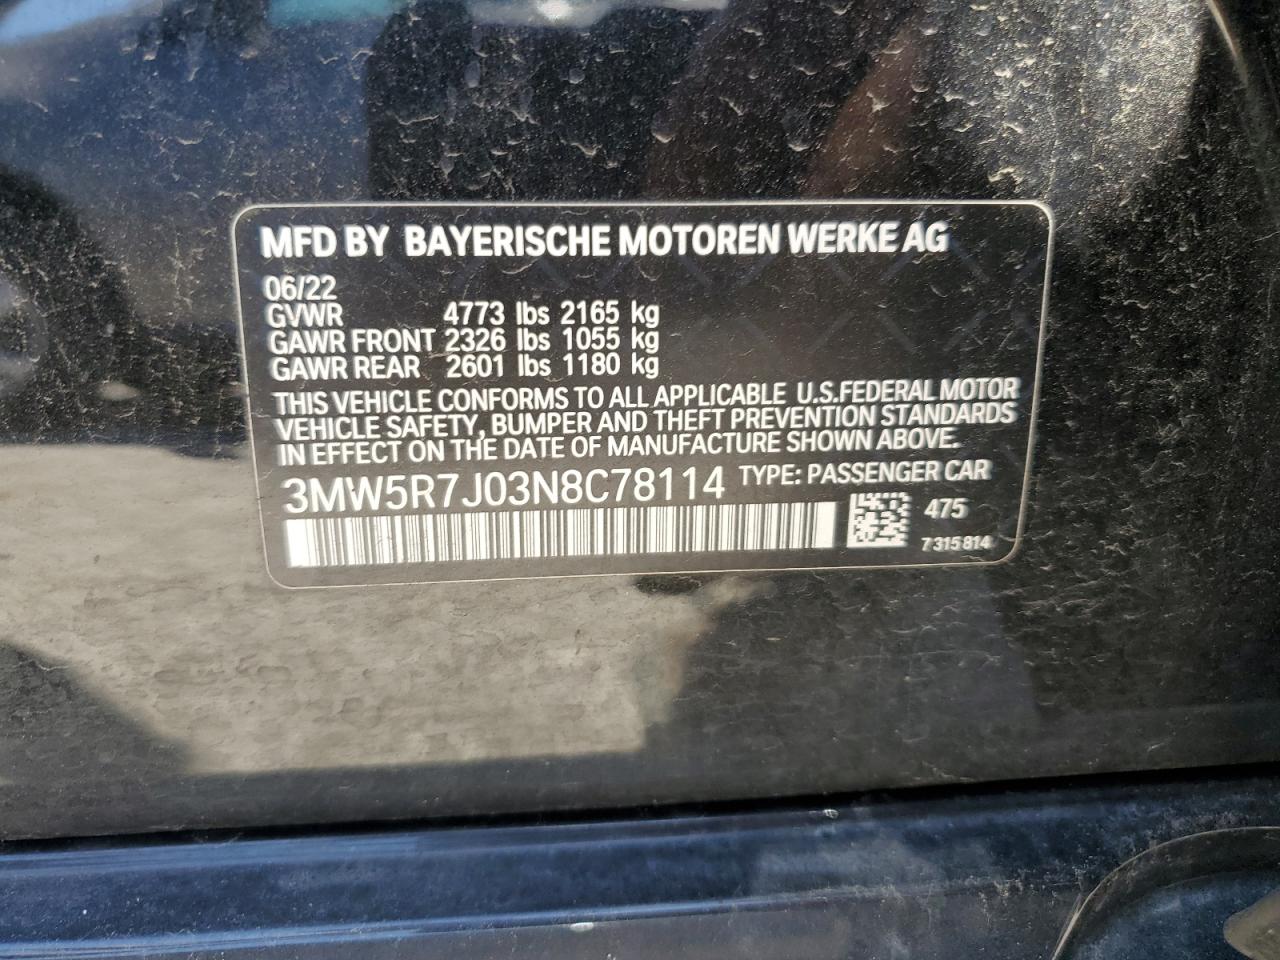 MFD BY BAYERISCHE MOTOREN WERKE AG
06/22
GVWR 4773 lbs 2165 kg
GAWR FRONT 2326 lbs 1055 kg
GAWR REAR 2601 lbs 1180 kg
THIS VEHICLE CONFORMS TO ALL APPLICABLE U.S.FEDERAL MOTOR
VEHICLE SAFETY, BUMPER AND THEFT PREVENTION STANDARDS
IN EFFECT ON THE DATE OF MANUFACTURE SHOWN ABOVE.
3MW5R7J03N8C78114 TYPE: PASSENGER CAR
475
7 315 814